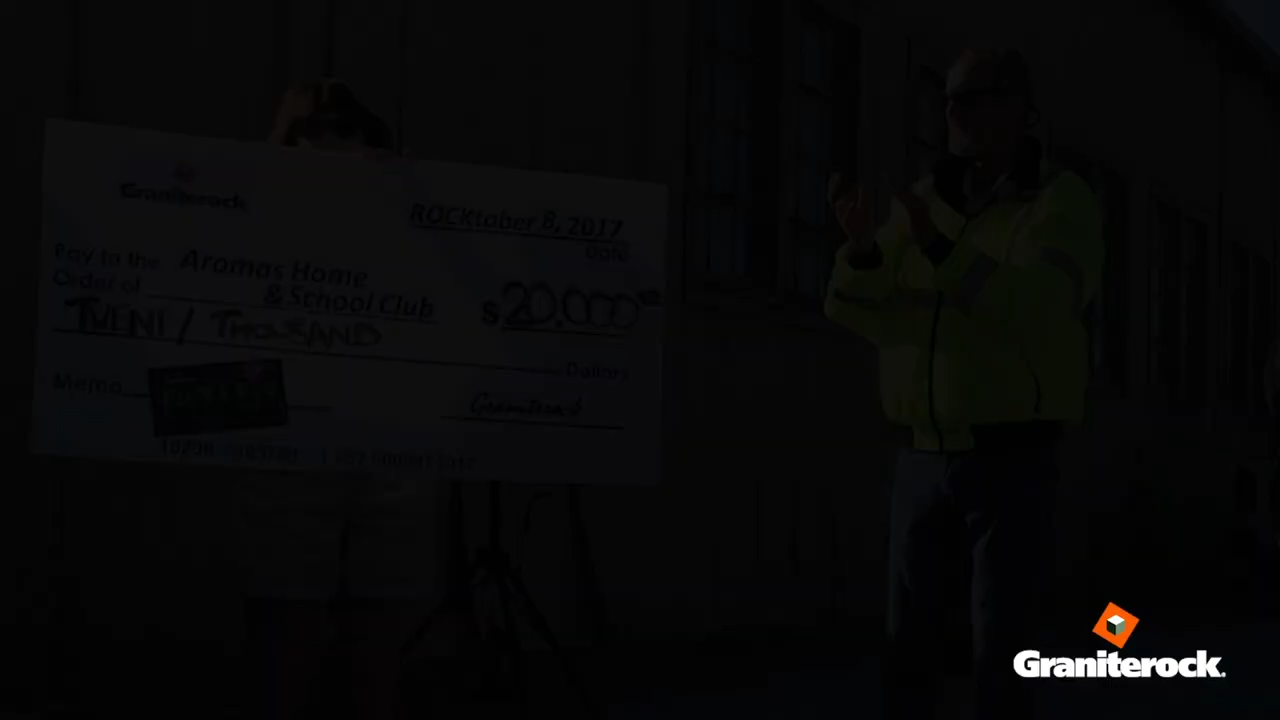 Graniterock
ROCKtober 8, 2017
Date
Pay to the Aromas Home
Order of & School Club
$20,000
TWENTY THOUSAND
Dollars
Memo
Graniterock
Graniterock.